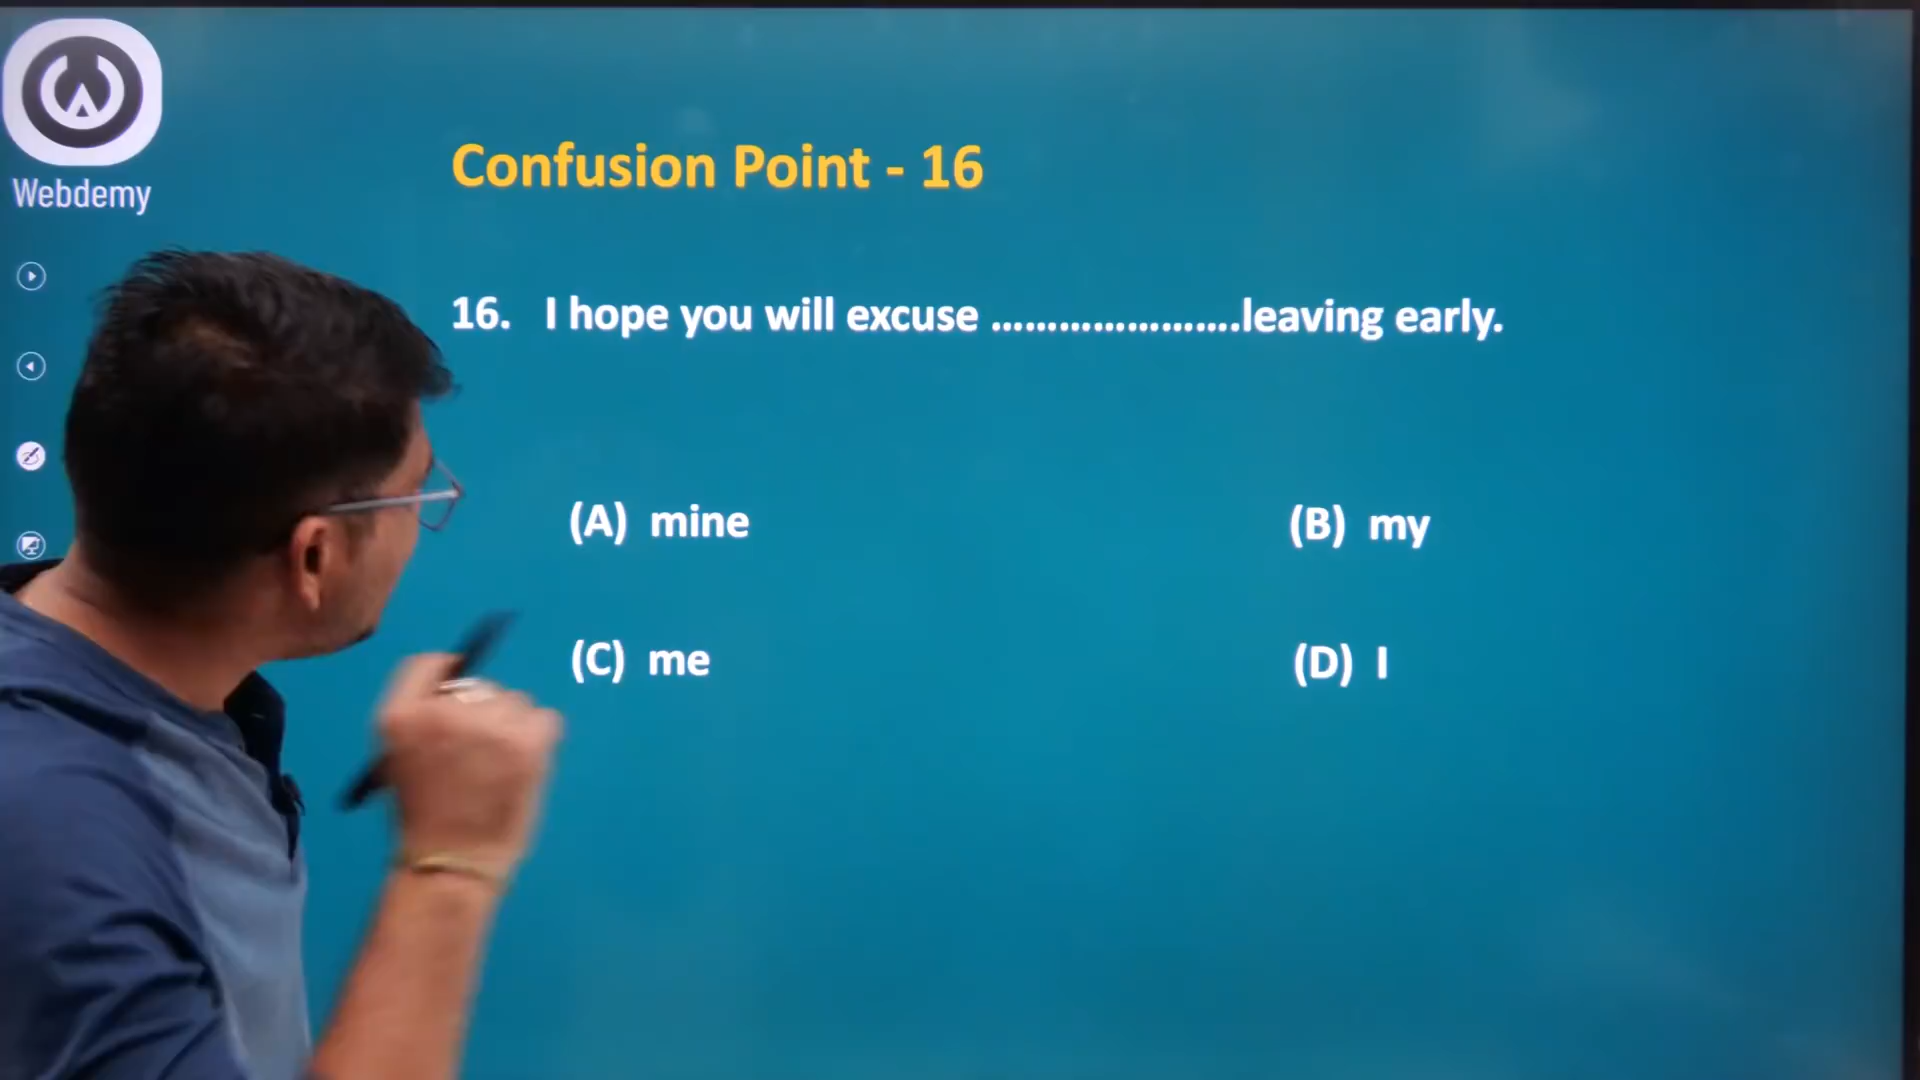 Webdemy
Confusion Point - 16
16. I hope you will excuse ......................leaving early.
(A) mine
(B) my
(C) me
(D) I